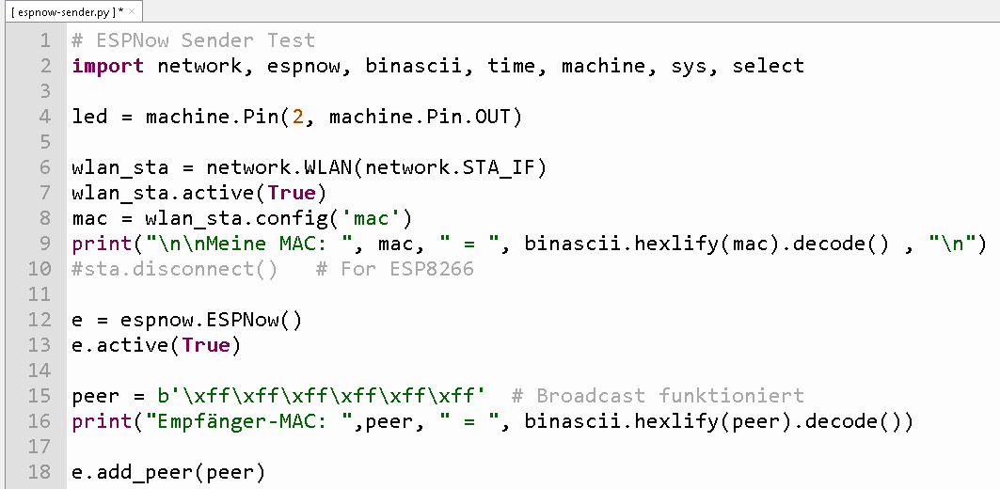 [ espnow-sender.py ] * ×
1 # ESPNow Sender Test
2 import network, espnow, binascii, time, machine, sys, select
3
4 led = machine.Pin(2, machine.Pin.OUT)
5
6 wlan_sta = network.WLAN(network.STA_IF)
7 wlan_sta.active(True)
8 mac = wlan_sta.config('mac')
9 print("\n\nMeine MAC: ", mac, " = ", binascii.hexlify(mac).decode() , "\n")
10 #sta.disconnect()   # For ESP8266
11
12 e = espnow.ESPNow()
13 e.active(True)
14
15 peer = b'\xff\xff\xff\xff\xff\xff'  # Broadcast funktioniert
16 print("Empfänger-MAC: ",peer, " = ", binascii.hexlify(peer).decode())
17
18 e.add_peer(peer)